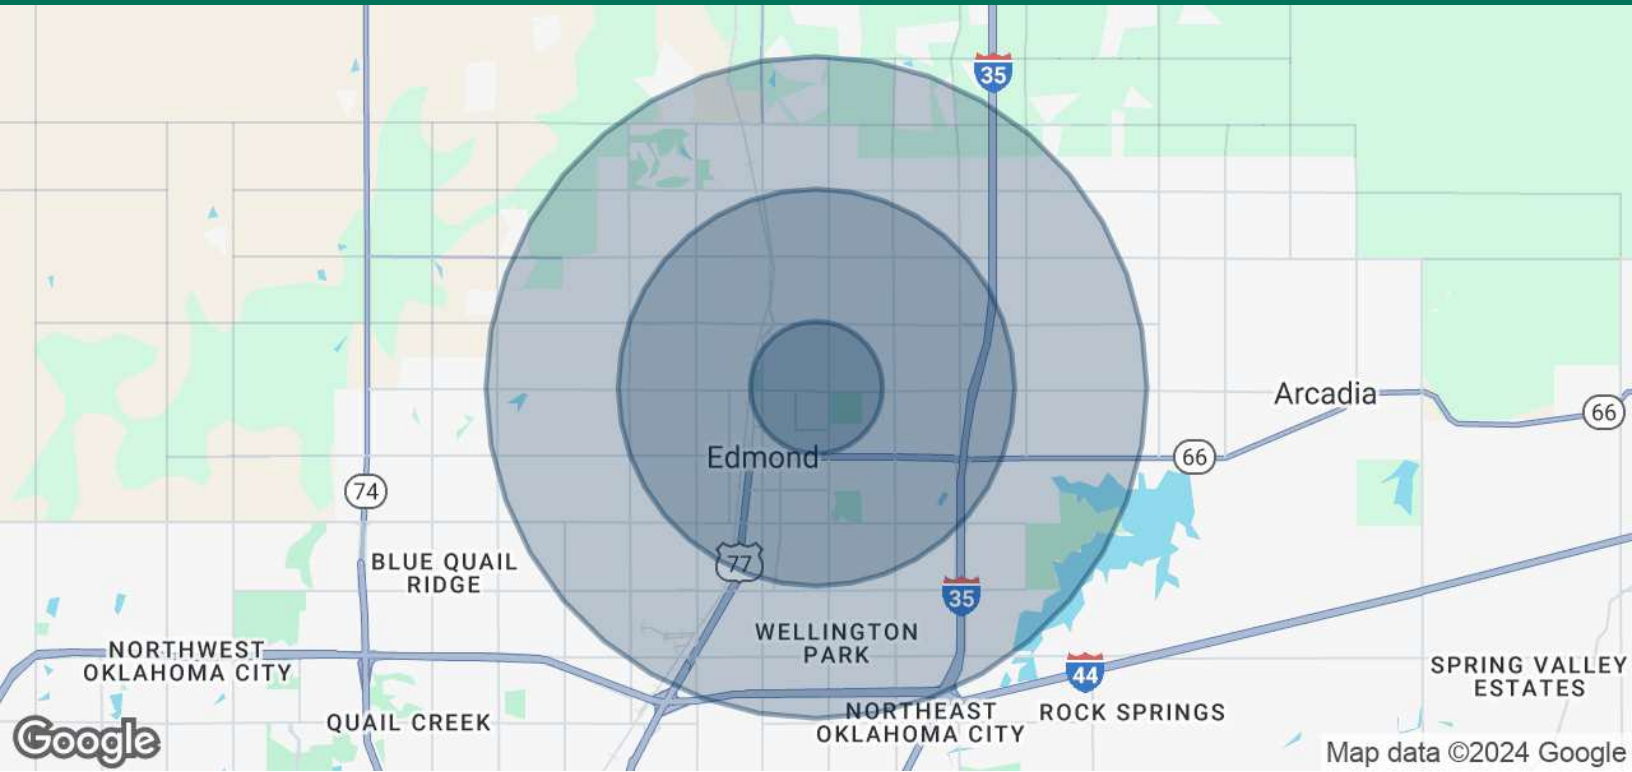 35
Arcadia
66
Edmond
66
74
77
BLUE QUAIL
RIDGE
35
WELLINGTON
PARK
NORTHWEST
OKLAHOMA CITY
44
SPRING VALLEY
ESTATES
QUAIL CREEK
NORTHEAST
OKLAHOMA CITY
ROCK SPRINGS
Google
Map data ©2024 Google